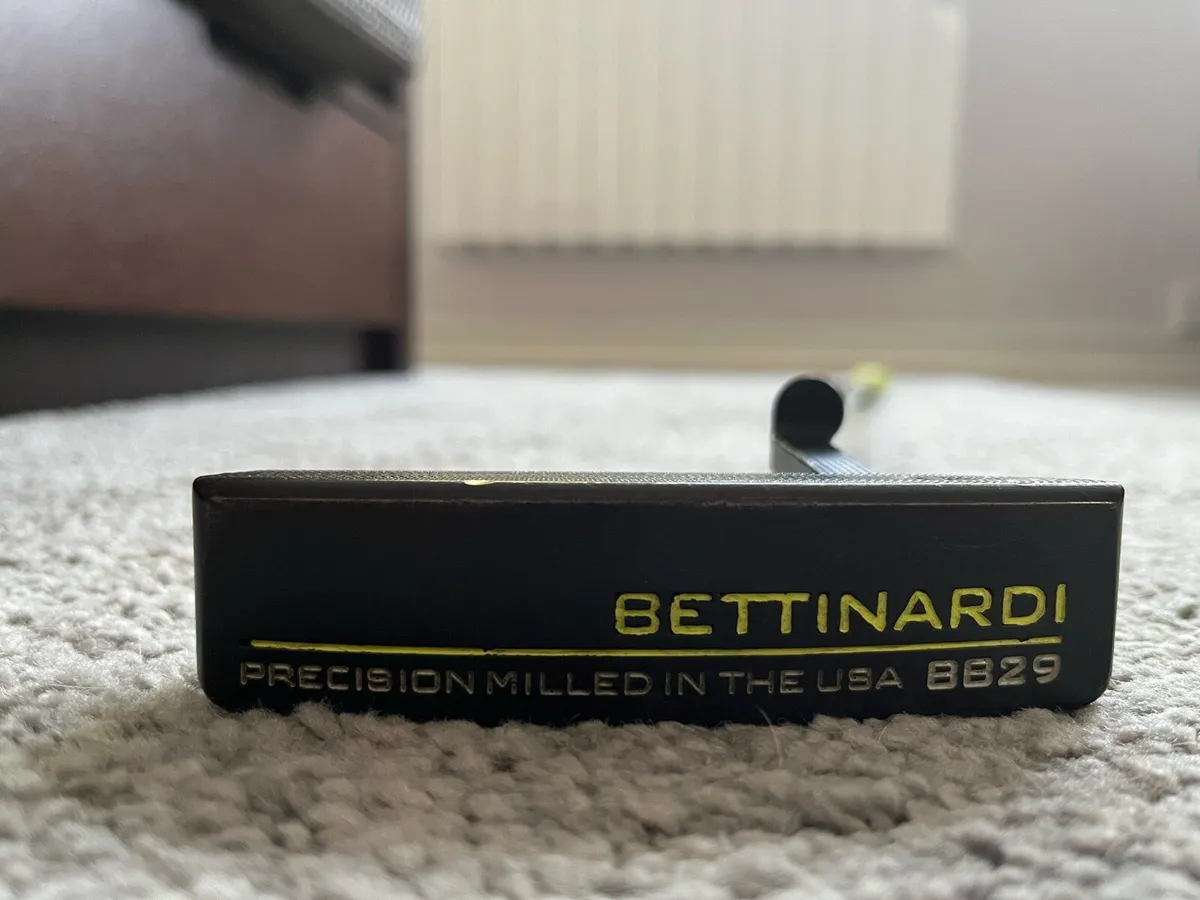 BETTINARDI
PRECISION MILLED IN THE USA BB29